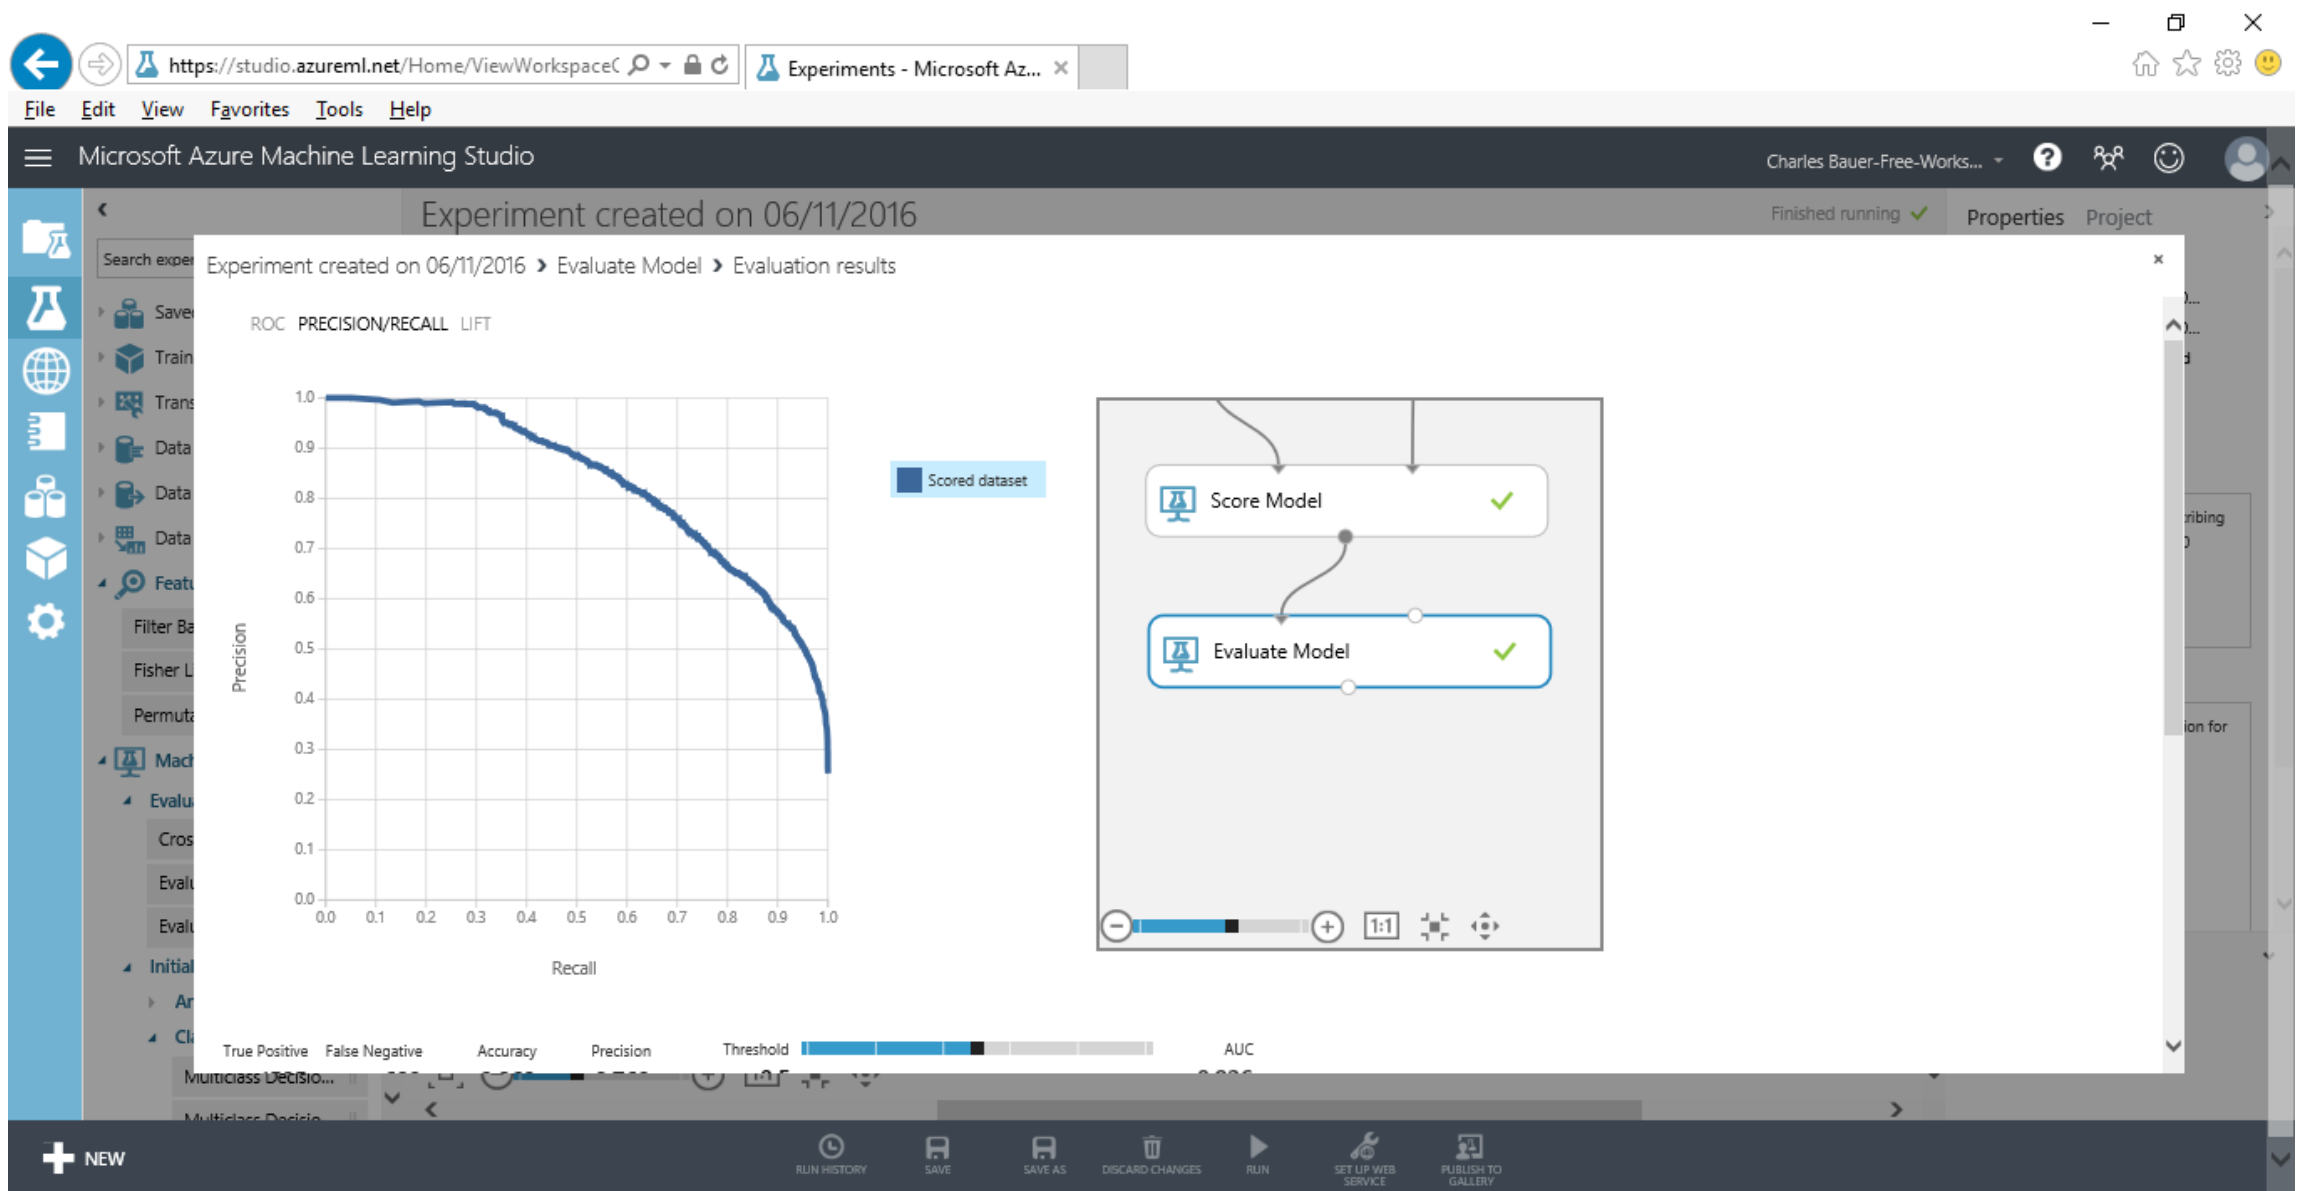 https://studio.azureml.net/Home/ViewWorkspaceC
Experiments - Microsoft Az...
File Edit View Favorites Tools Help
Microsoft Azure Machine Learning Studio
Charles Bauer-Free-Works...
Experiment created on 06/11/2016
Finished running
Properties Project
Search exper
Experiment created on 06/11/2016 > Evaluate Model > Evaluation results
ROC PRECISION/RECALL LIFT
Save
Train
Trans
Data
Data
Data
Featu
Filter Ba
Fisher L
Permuta
Mach
Evalu
Cros
Evalu
Evalu
Initial
An
Cl
1.0
0.9
0.8
0.7
0.6
0.5
0.4
0.3
0.2
0.1
0.0
Precision
0.0 0.1 0.2 0.3 0.4 0.5 0.6 0.7 0.8 0.9 1.0
Recall
Scored dataset
Score Model
Evaluate Model
1:1
cribing
ion for
True Positive False Negative Accuracy Precision Threshold AUC
Multiclass Decisio...
NEW
RUN HISTORY
SAVE
SAVE AS
DISCARD CHANGES
RUN
SET UP WEB
SERVICE
PUBLISH TO
GALLERY